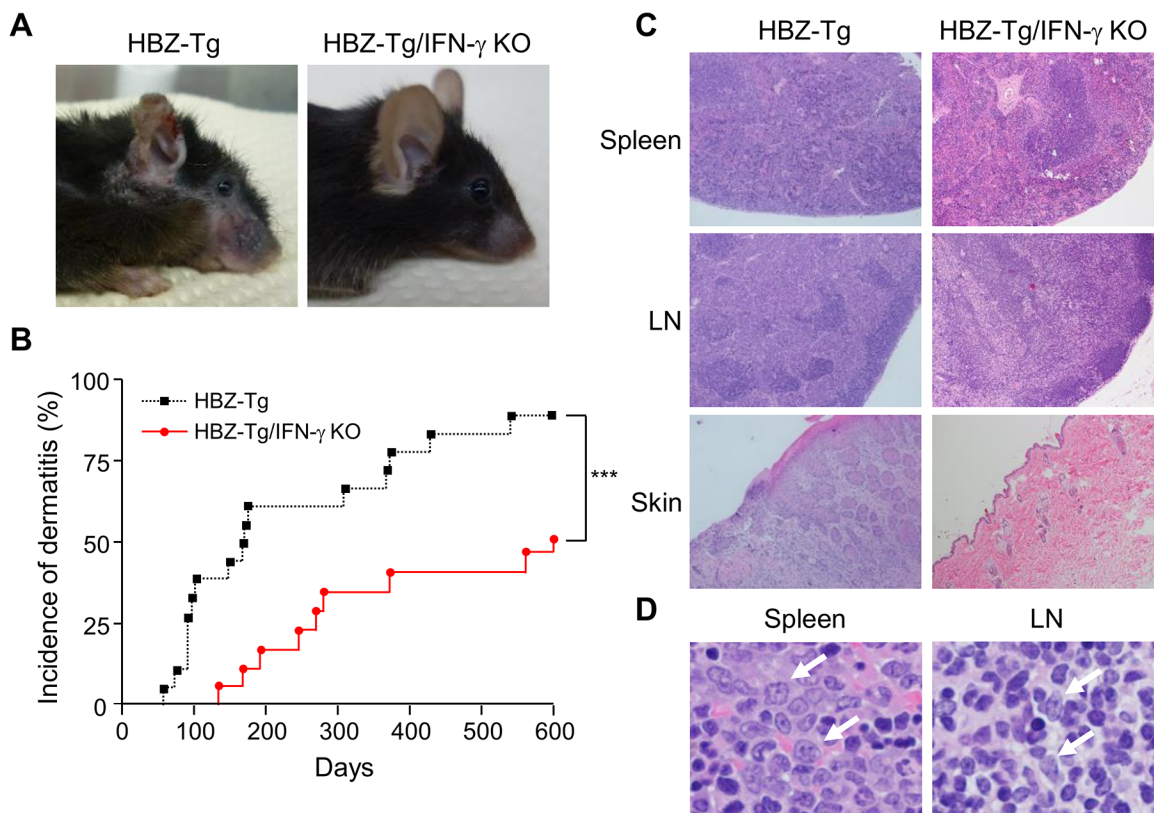 A
HBZ-Tg
HBZ-Tg/IFN-γ KO
B
Incidence of dermatitis (%)
100
75
50
25
0
HBZ-Tg
HBZ-Tg/IFN-γ KO
***
0 100 200 300 400 500 600
Days
C
HBZ-Tg
HBZ-Tg/IFN-γ KO
Spleen
LN
Skin
D
Spleen
LN